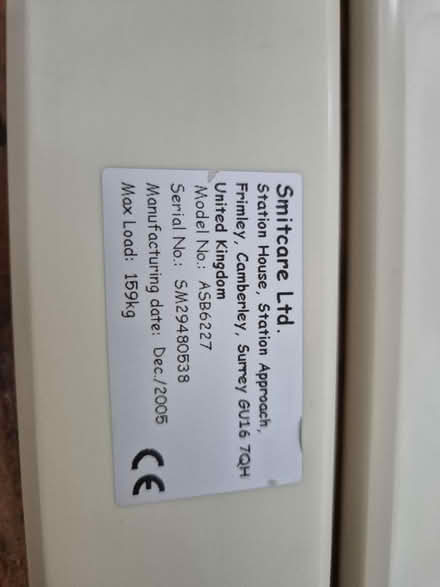 Smitcare Ltd.
Station House, Station Approach,
Frimley, Camberley, Surrey GU16 7QH
United Kingdom
Model No.: ASB6227
Serial No.: SM29480538
Manufacturing date: Dec./2005
Max Load: 159kg
CE